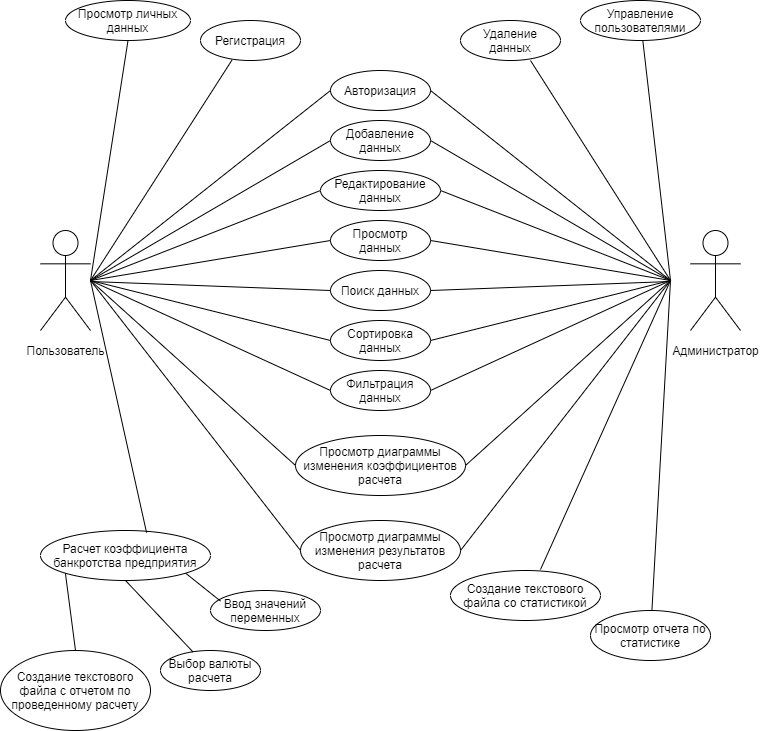 Просмотр личных
данных
Регистрация
Удаление
данных
Управление
пользователями
Авторизация
Добавление
данных
Редактирование
данных
Просмотр
данных
Поиск данных
Сортировка
данных
Фильтрация
данных
Пользователь
Администратор
Просмотр диаграммы
изменения коэффициентов
расчета
Просмотр диаграммы
изменения результатов
расчета
Расчет коэффициента
банкротства предприятия
Ввод значений
переменных
Создание текстового
файла со статистикой
Просмотр отчета по
статистике
Выбор валюты
расчета
Создание текстового
файла с отчетом по
проведенному расчету